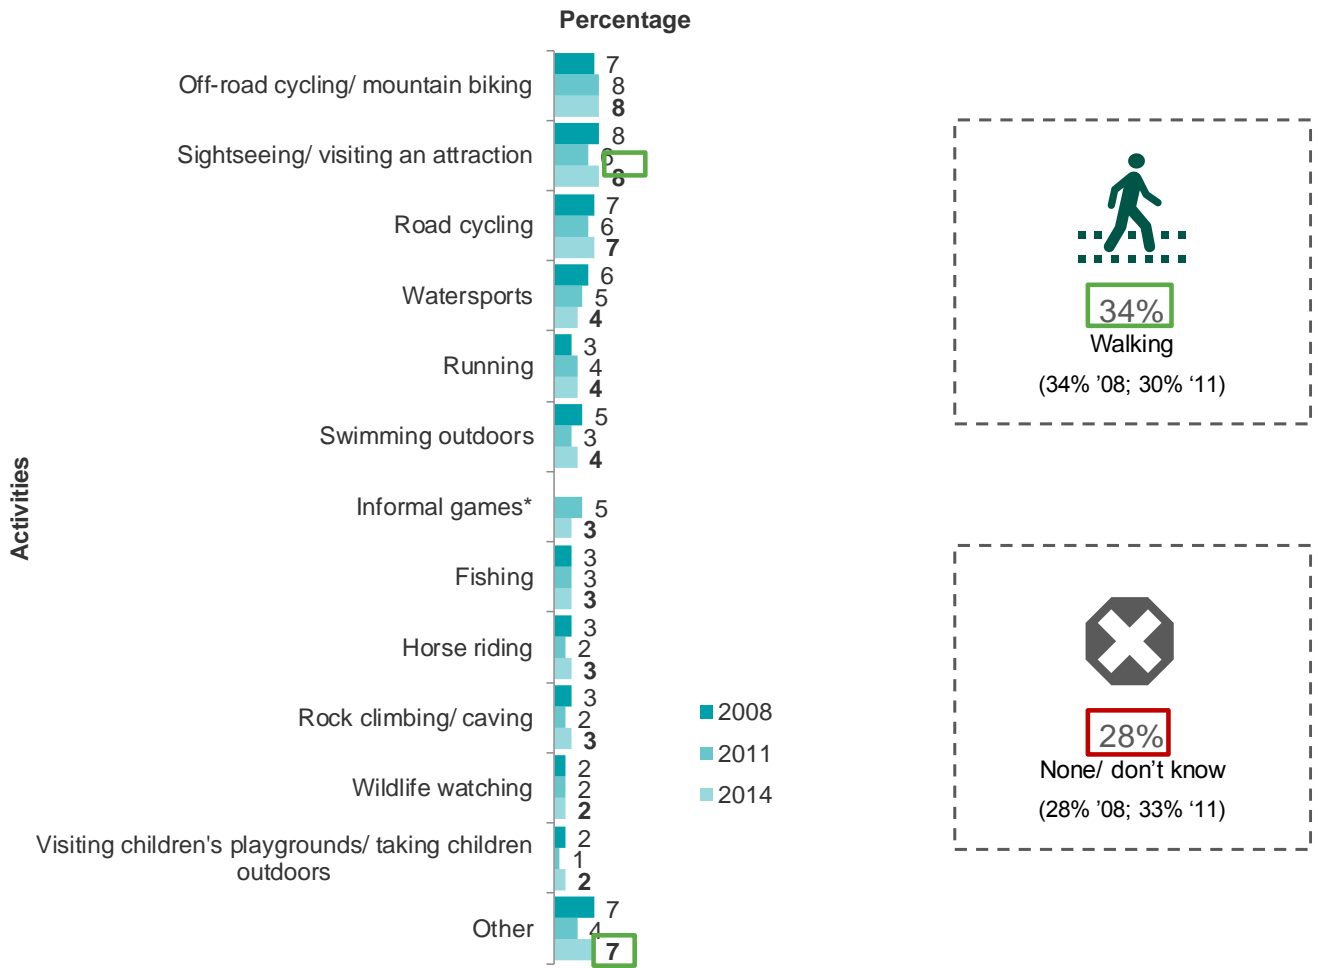 Percentage
Off-road cycling/ mountain biking
7
8
8
Sightseeing/ visiting an attraction
8
6
8
Road cycling
7
6
7
Watersports
6
5
4
Running
3
4
4
Swimming outdoors
5
3
4
Informal games*
5
3
Fishing
3
3
3
Horse riding
3
2
3
Rock climbing/ caving
3
2
3
Wildlife watching
2
2
2
Visiting children's playgrounds/ taking children
outdoors
2
1
2
Other
7
4
7
Activities
2008
2011
2014
34%
Walking
(34% ’08; 30% ‘11)
28%
None/ don’t know
(28% ’08; 33% ‘11)